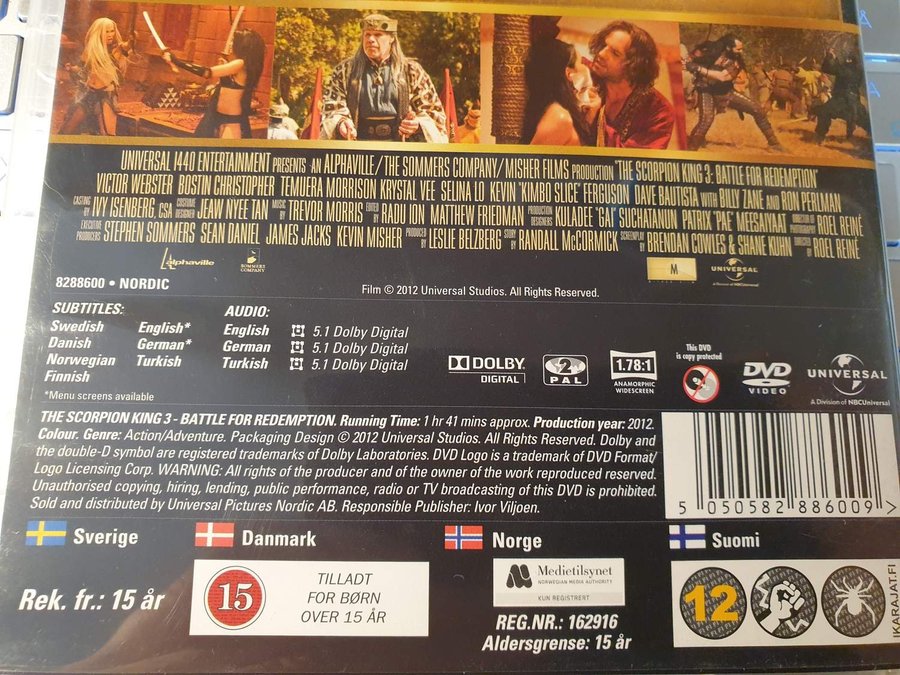 UNIVERSAL 1440 ENTERTAINMENT PRESENTS AN ALPHAVILLE/THE SOMMERS COMPANY/MISHER FILMS PRODUCTION "THE SCORPION KING 3: BATTLE FOR REDEMPTION"
VICTOR WEBSTER BOSTIN CHRISTOPHER TEMUERA MORRISON KRYSTAL VEE SELINA LO KEVIN "KIMBO SLICE" FERGUSON DAVE BAUTISTA WITH BILLY ZANE AND RON PERLMAN
CASTING BY IVY ISENBERG, CSA COSTUME DESIGNER JEAW NYEE TAN MUSIC BY TREVOR MORRIS EDITED BY RADU ION MATTHEW FRIEDMAN PRODUCTION DESIGNERS KULADEE "GAI" SUCHATANUN PATRIX "PAE" MEESAIYAAT DIRECTOR OF PHOTOGRAPHY ROEL REINÉ
EXECUTIVE PRODUCERS STEPHEN SOMMERS SEAN DANIEL JAMES JACKS KEVIN MISHER PRODUCED BY LESLIE BELZBERG STORY BY RANDALL McCORMICK SCREENPLAY BY BRENDAN COWLES & SHANE KUHN DIRECTED BY ROEL REINÉ
alphaville
SOMMERS COMPANY
M
UNIVERSAL
A Division of NBCUniversal
8288600 • NORDIC
Film © 2012 Universal Studios. All Rights Reserved.
SUBTITLES: AUDIO:
Swedish English* English 5.1 Dolby Digital
Danish German* German 5.1 Dolby Digital
Norwegian Turkish Turkish 5.1 Dolby Digital
Finnish
*Menu screens available
DOLBY
DIGITAL
2
PAL
1.78:1
ANAMORPHIC
WIDESCREEN
This DVD
is copy protected
DVD
VIDEO
UNIVERSAL
A Division of NBCUniversal
THE SCORPION KING 3 - BATTLE FOR REDEMPTION. Running Time: 1 hr 41 mins approx. Production year: 2012.
Colour. Genre: Action/Adventure. Packaging Design © 2012 Universal Studios. All Rights Reserved. Dolby and
the double-D symbol are registered trademarks of Dolby Laboratories. DVD Logo is a trademark of DVD Format/
Logo Licensing Corp. WARNING: All rights of the producer and of the owner of the work reproduced reserved.
Unauthorised copying, hiring, lending, public performance, radio or TV broadcasting of this DVD is prohibited.
Sold and distributed by Universal Pictures Nordic AB. Responsible Publisher: Ivor Viljoen.
5 050582 886009 >
Sverige
Rek. fr.: 15 år
Danmark
15
TILLADT
FOR BØRN
OVER 15 ÅR
Norge
Medietilsynet
NORWEGIAN MEDIA AUTHORITY
KUN REGISTRERT
REG.NR.: 162916
Aldersgrense: 15 år
Suomi
12
IKARAJAT.FI